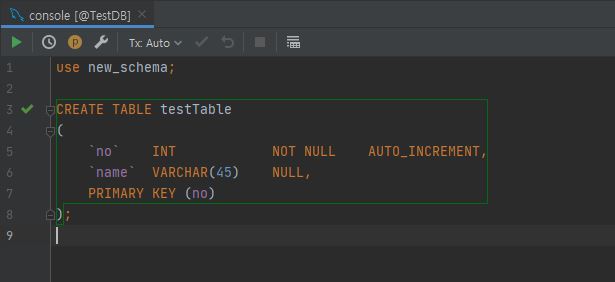 console [@TestDB]
Tx: Auto
1 use new_schema;
2
3 CREATE TABLE testTable
4 (
5 `no` INT NOT NULL AUTO_INCREMENT,
6 `name` VARCHAR(45) NULL,
7 PRIMARY KEY (no)
8 );
9